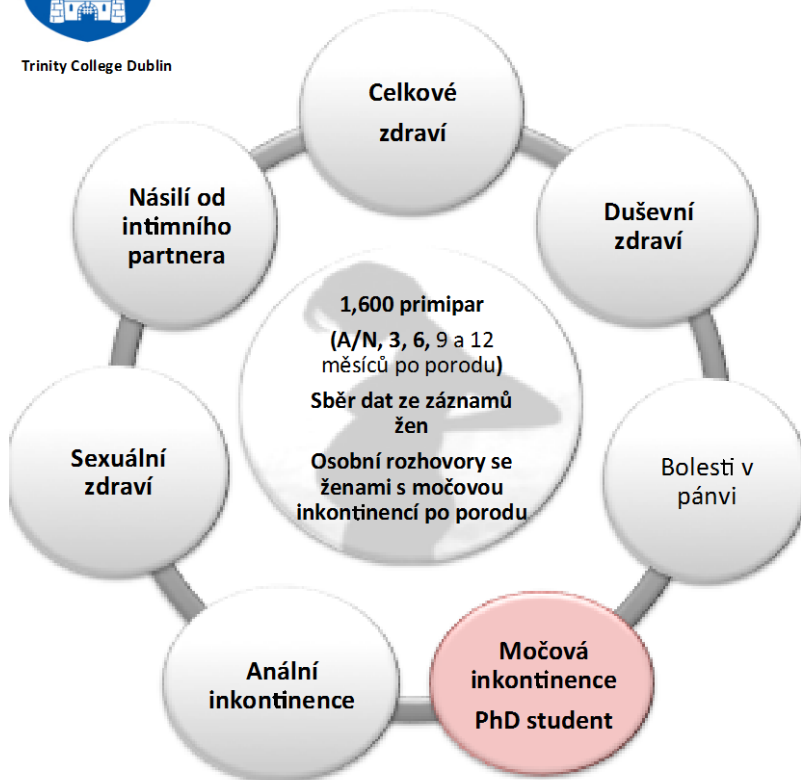 Trinity College Dublin
Celkové
zdraví
Násilí od
intimního
partnera
Duševní
zdraví
1,600 primipar
(A/N, 3, 6, 9 a 12
měsíců po porodu)
Sběr dat ze záznamů
žen
Osobní rozhovory se
ženami s močovou
inkontinencí po porodu
Sexuální
zdraví
Bolesti v
pánvi
Anální
inkontinence
Močová
inkontinence
PhD student